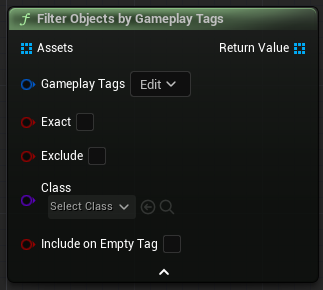 Filter Objects by Gameplay Tags
Assets Return Value
Gameplay Tags Edit
Exact
Exclude
Class
Select Class
Include on Empty Tag